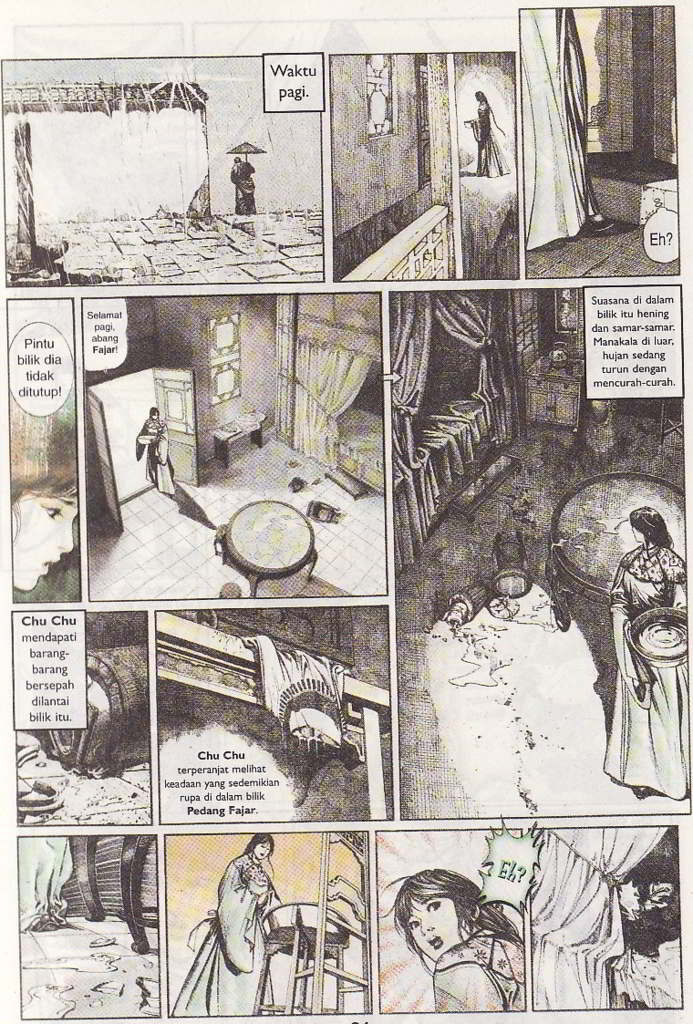 Waktu
pagi.
Eh?
Pintu
bilik dia
tidak
ditutup!
Selamat
pagi,
abang
Fajar!
Suasana di dalam
bilik itu hening
dan samar-samar.
Manakala di luar,
hujan sedang
turun dengan
mencurah-curah.
Chu Chu
mendapati
barang-
barang
bersepah
dilantai
bilik itu.
Chu Chu
terperanjat melihat
keadaan yang sedemikian
rupa di dalam bilik
Pedang Fajar.
Eh?